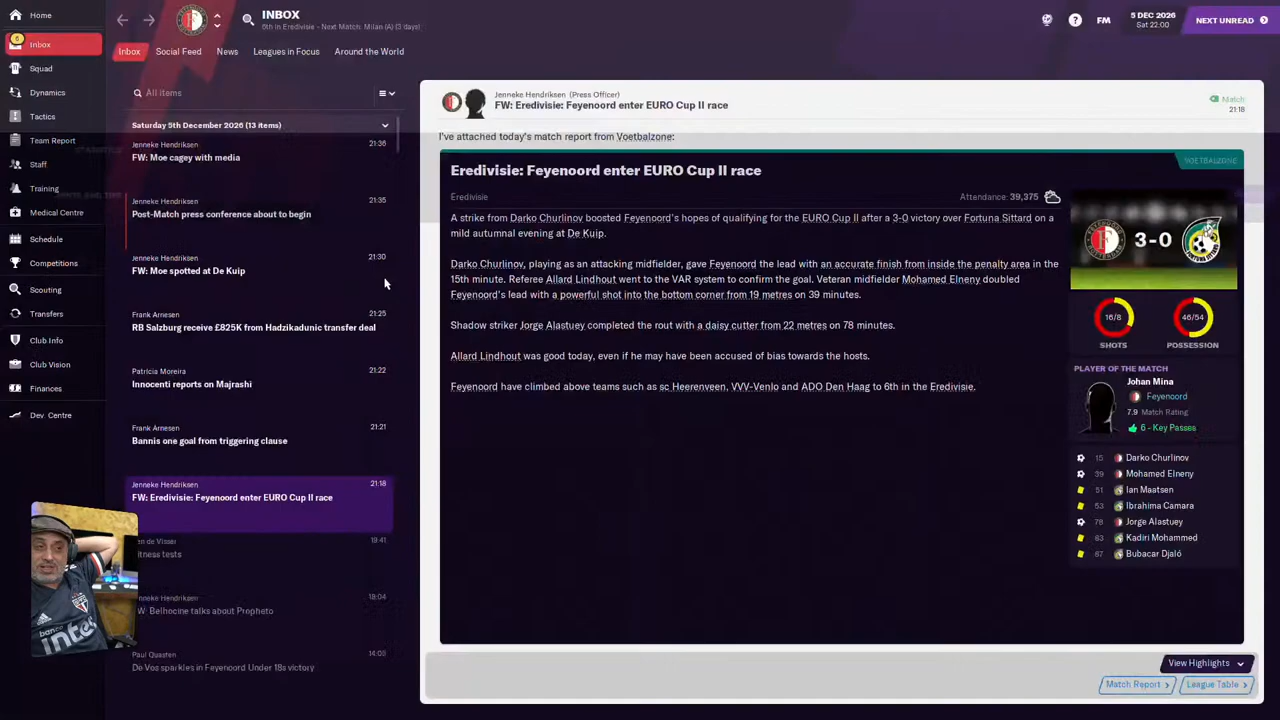 Home
INBOX
6th in Eredivisie - Next Match: Milan (A) (3 days)
FM
5 DEC 2026
Sat 22:00
NEXT UNREAD
6
Inbox
Squad
Dynamics
Tactics
Team Report
Staff
Training
Medical Centre
Schedule
Competitions
Scouting
Transfers
Club Info
Club Vision
Finances
Dev. Centre
Inbox
Social Feed
News
Leagues in Focus
Around the World
All items
Saturday 5th December 2026 (13 items)
Jenneke Hendriksen
21:36
FW: Moe cagey with media
Jenneke Hendriksen
21:35
Post-Match press conference about to begin
Jenneke Hendriksen
21:30
FW: Moe spotted at De Kuip
Frank Arnesen
21:25
RB Salzburg receive £825K from Hadzikadunic transfer deal
Patrícia Moreira
21:22
Innocenti reports on Majrashi
Frank Arnesen
21:21
Bannis one goal from triggering clause
Jenneke Hendriksen
21:18
FW: Eredivisie: Feyenoord enter EURO Cup II race
en de Visser
19:41
itness tests
enneke Hendriksen
18:04
W: Belhocine talks about Propheto
Paul Quasten
14:00
De Vos sparkles in Feyenoord Under 18s victory
Jenneke Hendriksen (Press Officer)
FW: Eredivisie: Feyenoord enter EURO Cup II race
Match
21:18
I've attached today's match report from Voetbalzone:
Eredivisie: Feyenoord enter EURO Cup II race
VOETBALZONE
Eredivisie
Attendance: 39,375
A strike from Darko Churlinov boosted Feyenoord's hopes of qualifying for the EURO Cup II after a 3-0 victory over Fortuna Sittard on a
mild autumnal evening at De Kuip.
Darko Churlinov, playing as an attacking midfielder, gave Feyenoord the lead with an accurate finish from inside the penalty area in the
15th minute. Referee Allard Lindhout went to the VAR system to confirm the goal. Veteran midfielder Mohamed Elneny doubled
Feyenoord's lead with a powerful shot into the bottom corner from 19 metres on 39 minutes.
Shadow striker Jorge Alastuey completed the rout with a daisy cutter from 22 metres on 78 minutes.
Allard Lindhout was good today, even if he may have been accused of bias towards the hosts.
Feyenoord have climbed above teams such as sc Heerenveen, VVV-Venlo and ADO Den Haag to 6th in the Eredivisie.
3-0
16/8
SHOTS
46/54
POSSESSION
PLAYER OF THE MATCH
Johan Mina
Feyenoord
7.9 Match Rating
6 - Key Passes
15 Darko Churlinov
39 Mohamed Elneny
51 Ian Maatsen
53 Ibrahima Camara
78 Jorge Alastuey
83 Kadiri Mohammed
87 Bubacar Djaló
View Highlights
Match Report
League Table